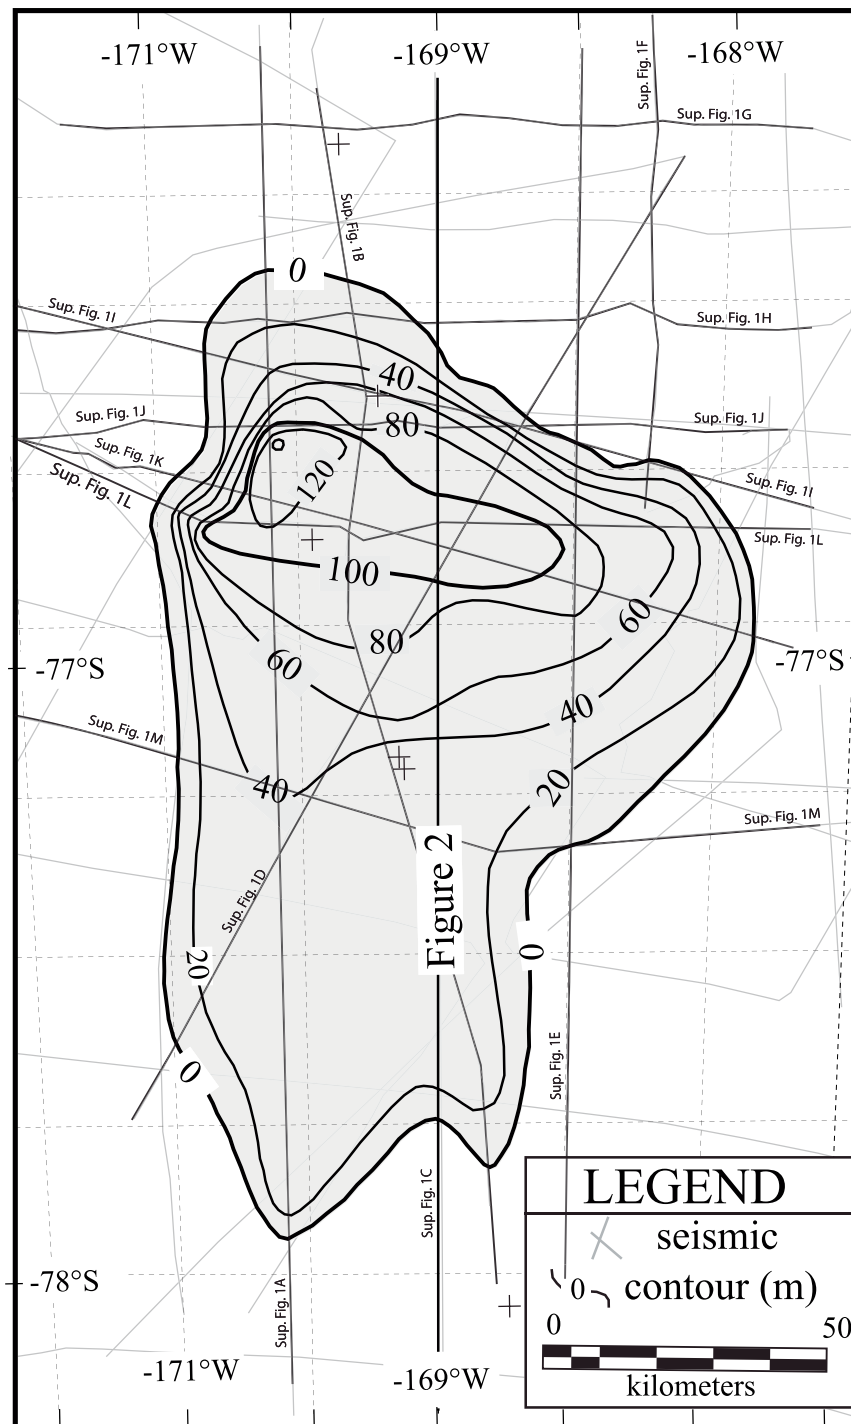 -171°W
-169°W
-168°W
Sup. Fig. 1F
Sup. Fig. 1G
Sup. Fig. 1B
0
Sup. Fig. 1I
Sup. Fig. 1H
40
Sup. Fig. 1J
80
Sup. Fig. 1J
Sup. Fig. 1K
Sup. Fig. 1L
120
Sup. Fig. 1I
Sup. Fig. 1L
100
60
80
60
-77°S
-77°S
40
Sup. Fig. 1M
40
20
Sup. Fig. 1M
Figure 2
Sup. Fig. 1D
0
20
0
Sup. Fig. 1E
Sup. Fig. 1C
LEGEND
seismic
0 contour (m)
0 50
kilometers
-78°S
Sup. Fig. 1A
-171°W
-169°W